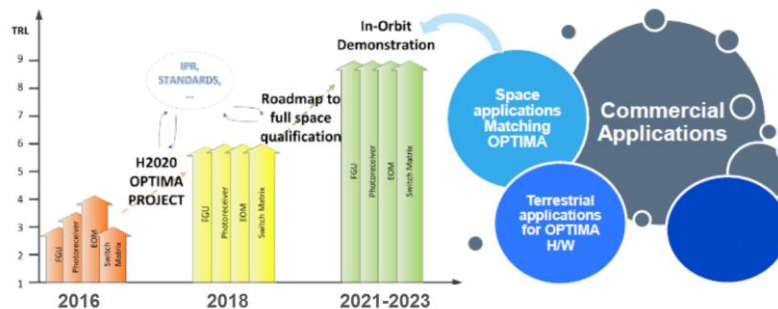 TRL
9
8
7
6
5
4
3
2
1
IPR,
STANDARDS,
...
H2020
OPTIMA
PROJECT
Roadmap to
full space
qualification
In-Orbit
Demonstration
FGU
Photoreceiver
EOM
Switch
Matrix
FGU
Photoreceiver
EOM
Switch Matrix
FGU
Photoreceiver
EOM
Switch Matrix
2016
2018
2021-2023
Space
applications
Matching
OPTIMA
Commercial
Applications
Terrestrial
applications
for OPTIMA
H/W